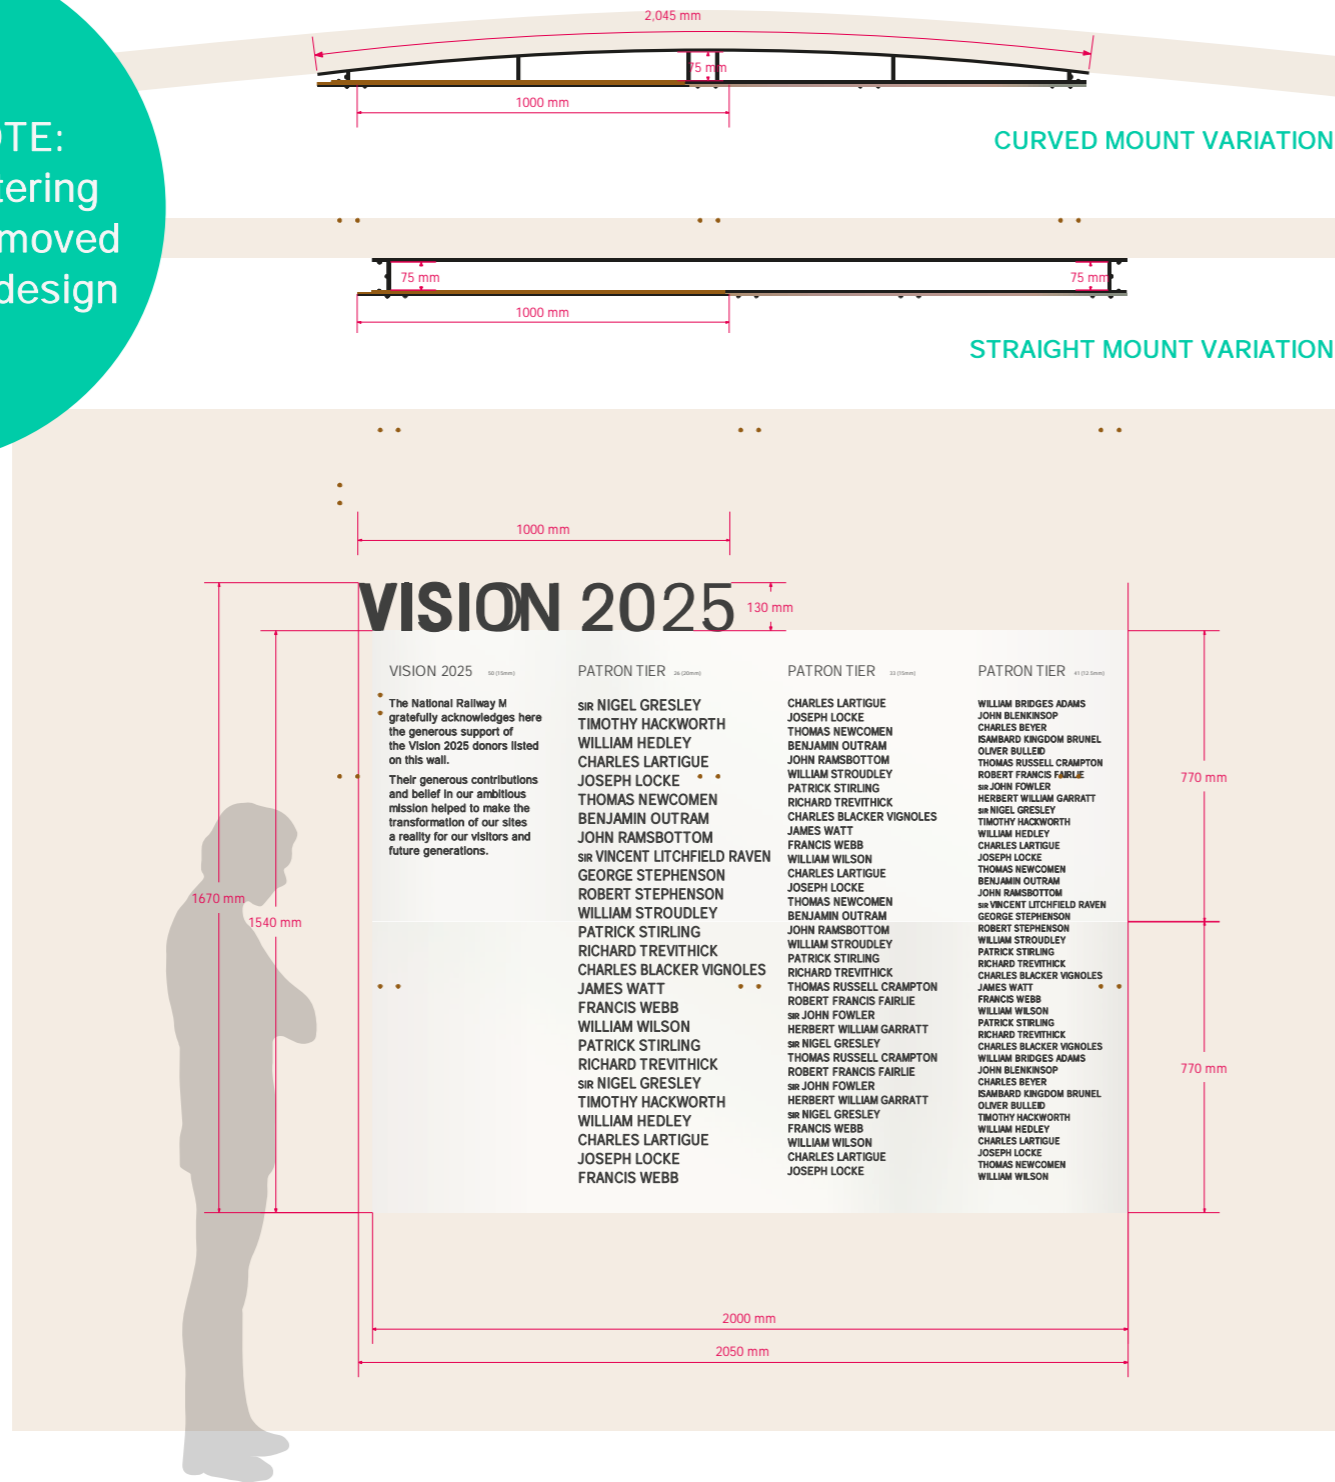 2,045 mm
75 mm
1000 mm
CURVED MOUNT VARIATION
OTE:
tering
moved
design
75 mm
75 mm
1000 mm
STRAIGHT MOUNT VARIATION
1000 mm
VISION 2025
130 mm
VISION 2025 50 (15mm)
The National Railway M
gratefully acknowledges here
the generous support of
the Vision 2025 donors listed
on this wall.
Their generous contributions
and belief in our ambitious
mission helped to make the
transformation of our sites
a reality for our visitors and
future generations.
PATRON TIER 26 (20mm)
SIR NIGEL GRESLEY
TIMOTHY HACKWORTH
WILLIAM HEDLEY
CHARLES LARTIGUE
JOSEPH LOCKE
THOMAS NEWCOMEN
BENJAMIN OUTRAM
JOHN RAMSBOTTOM
SIR VINCENT LITCHFIELD RAVEN
GEORGE STEPHENSON
ROBERT STEPHENSON
WILLIAM STROUDLEY
PATRICK STIRLING
RICHARD TREVITHICK
CHARLES BLACKER VIGNOLES
JAMES WATT
FRANCIS WEBB
WILLIAM WILSON
PATRICK STIRLING
RICHARD TREVITHICK
SIR NIGEL GRESLEY
TIMOTHY HACKWORTH
WILLIAM HEDLEY
CHARLES LARTIGUE
JOSEPH LOCKE
FRANCIS WEBB
PATRON TIER 33 (15mm)
CHARLES LARTIGUE
JOSEPH LOCKE
THOMAS NEWCOMEN
BENJAMIN OUTRAM
JOHN RAMSBOTTOM
WILLIAM STROUDLEY
PATRICK STIRLING
RICHARD TREVITHICK
CHARLES BLACKER VIGNOLES
JAMES WATT
FRANCIS WEBB
WILLIAM WILSON
CHARLES LARTIGUE
JOSEPH LOCKE
THOMAS NEWCOMEN
BENJAMIN OUTRAM
JOHN RAMSBOTTOM
WILLIAM STROUDLEY
PATRICK STIRLING
RICHARD TREVITHICK
THOMAS RUSSELL CRAMPTON
ROBERT FRANCIS FAIRLIE
SIR JOHN FOWLER
HERBERT WILLIAM GARRATT
SIR NIGEL GRESLEY
THOMAS RUSSELL CRAMPTON
ROBERT FRANCIS FAIRLIE
SIR JOHN FOWLER
HERBERT WILLIAM GARRATT
SIR NIGEL GRESLEY
FRANCIS WEBB
WILLIAM WILSON
CHARLES LARTIGUE
JOSEPH LOCKE
PATRON TIER 41 (12.5mm)
WILLIAM BRIDGES ADAMS
JOHN BLENKINSOP
CHARLES BEYER
ISAMBARD KINGDOM BRUNEL
OLIVER BULLEID
THOMAS RUSSELL CRAMPTON
ROBERT FRANCIS FAIRLIE
SIR JOHN FOWLER
HERBERT WILLIAM GARRATT
SIR NIGEL GRESLEY
TIMOTHY HACKWORTH
WILLIAM HEDLEY
CHARLES LARTIGUE
JOSEPH LOCKE
THOMAS NEWCOMEN
BENJAMIN OUTRAM
JOHN RAMSBOTTOM
SIR VINCENT LITCHFIELD RAVEN
GEORGE STEPHENSON
ROBERT STEPHENSON
WILLIAM STROUDLEY
PATRICK STIRLING
RICHARD TREVITHICK
CHARLES BLACKER VIGNOLES
JAMES WATT
FRANCIS WEBB
WILLIAM WILSON
PATRICK STIRLING
RICHARD TREVITHICK
CHARLES BLACKER VIGNOLES
WILLIAM BRIDGES ADAMS
JOHN BLENKINSOP
CHARLES BEYER
ISAMBARD KINGDOM BRUNEL
OLIVER BULLEID
TIMOTHY HACKWORTH
WILLIAM HEDLEY
CHARLES LARTIGUE
JOSEPH LOCKE
THOMAS NEWCOMEN
WILLIAM WILSON
770 mm
770 mm
1670 mm
1540 mm
2000 mm
2050 mm